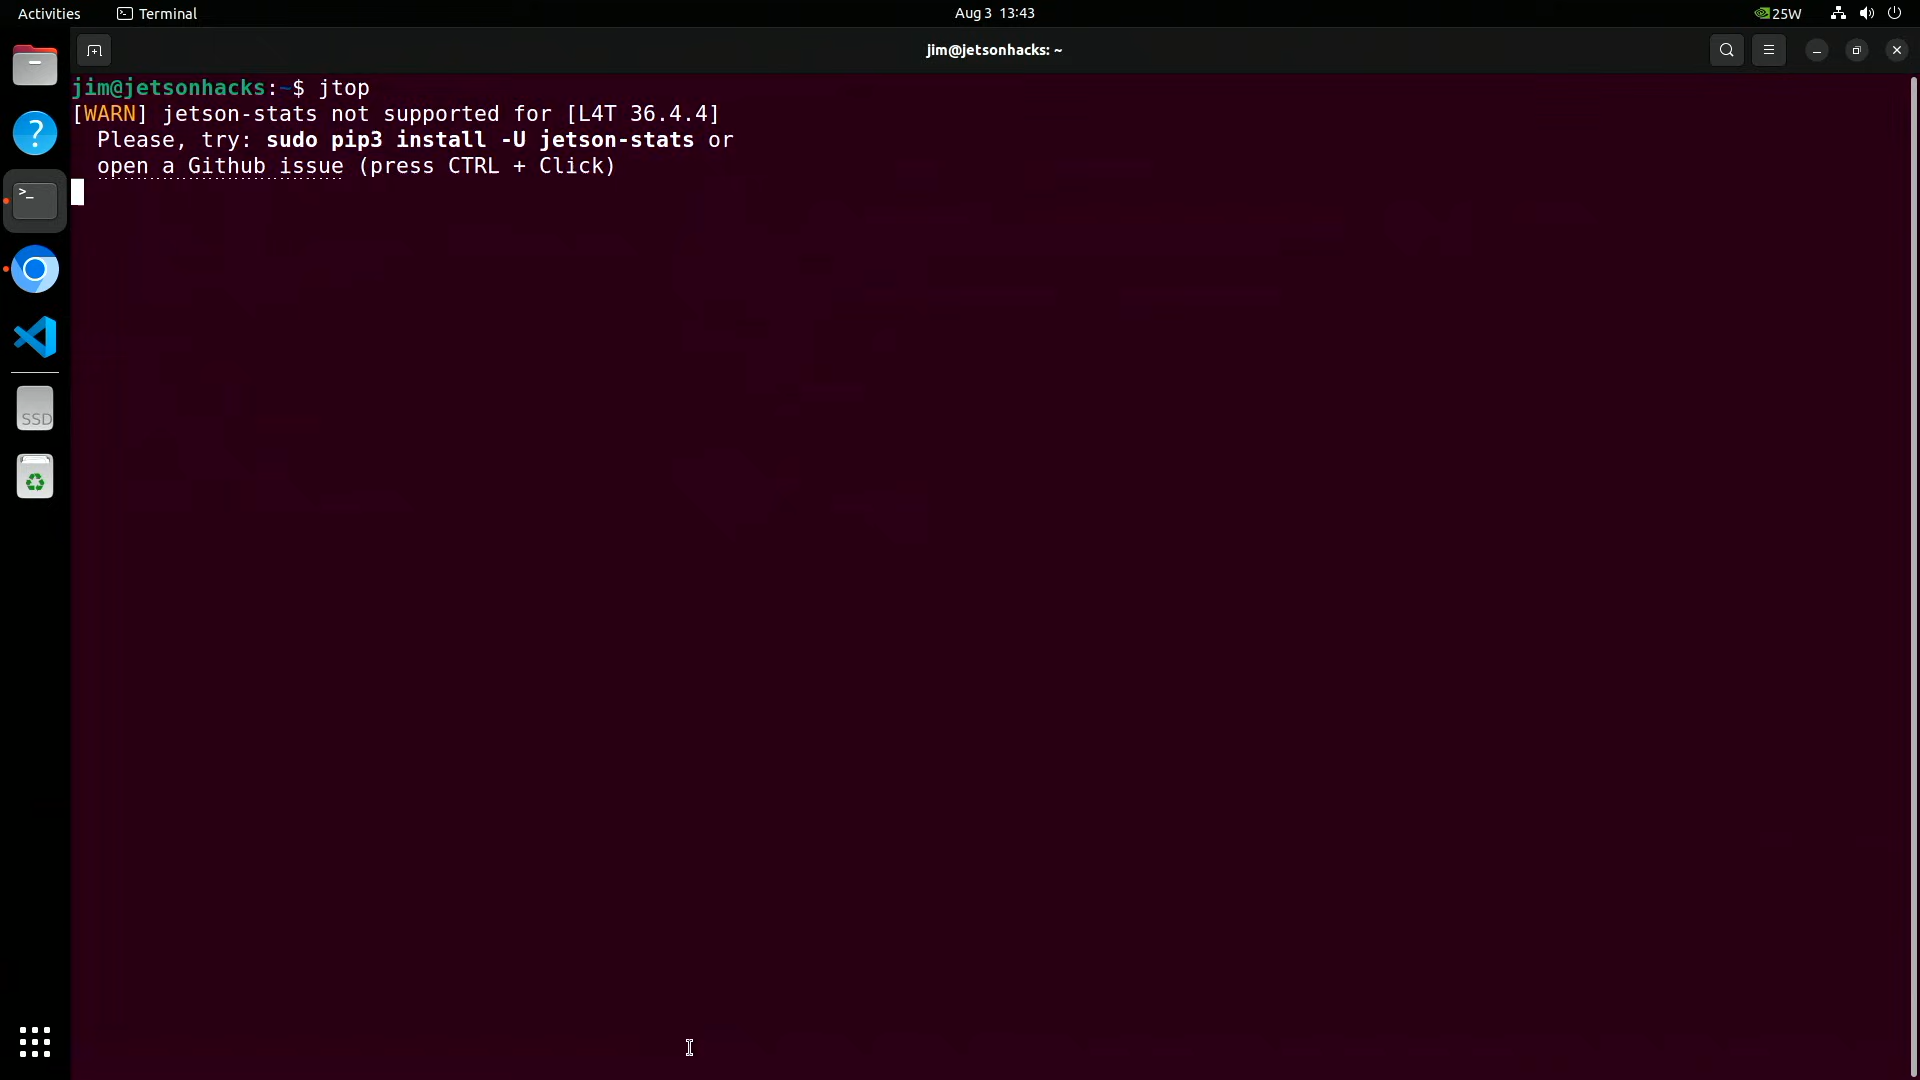 Activities
Terminal
Aug 3 13:43
25W
jim@jetsonhacks: ~
jim@jetsonhacks:~$ jtop
[WARN] jetson-stats not supported for [L4T 36.4.4]
Please, try: sudo pip3 install -U jetson-stats or
open a Github issue (press CTRL + Click)
?
>_
SSD